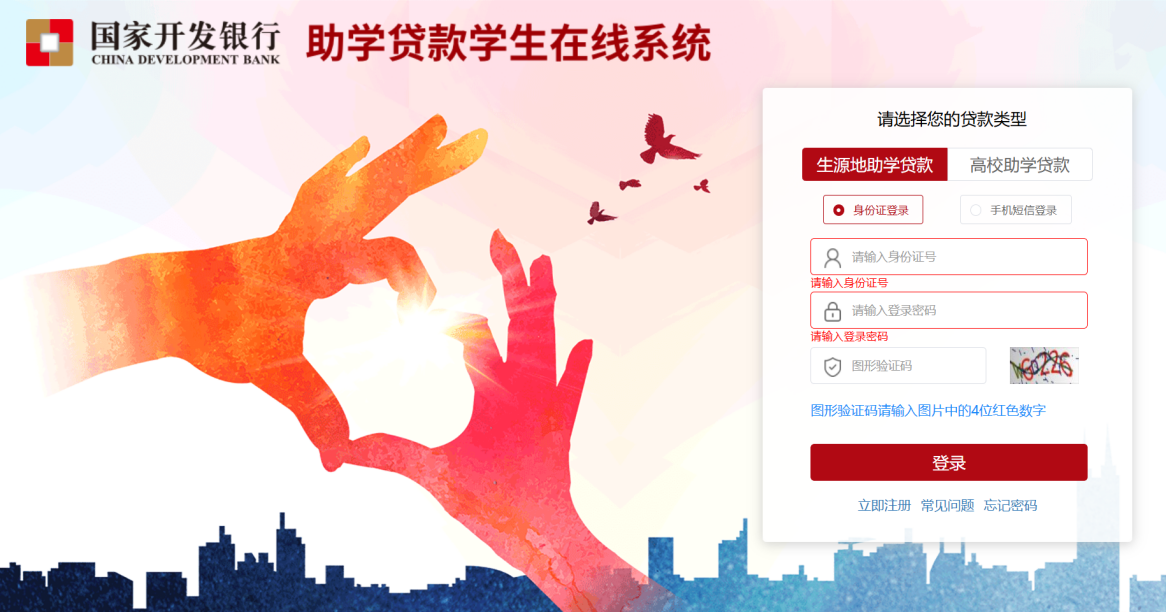 国家开发银行
CHINA DEVELOPMENT BANK
助学贷款学生在线系统
请选择您的贷款类型
生源地助学贷款 高校助学贷款
身份证登录 手机短信登录
请输入身份证号
请输入身份证号
请输入登录密码
请输入登录密码
图形验证码
图形验证码请输入图片中的4位红色数字
登录
立即注册 常见问题 忘记密码